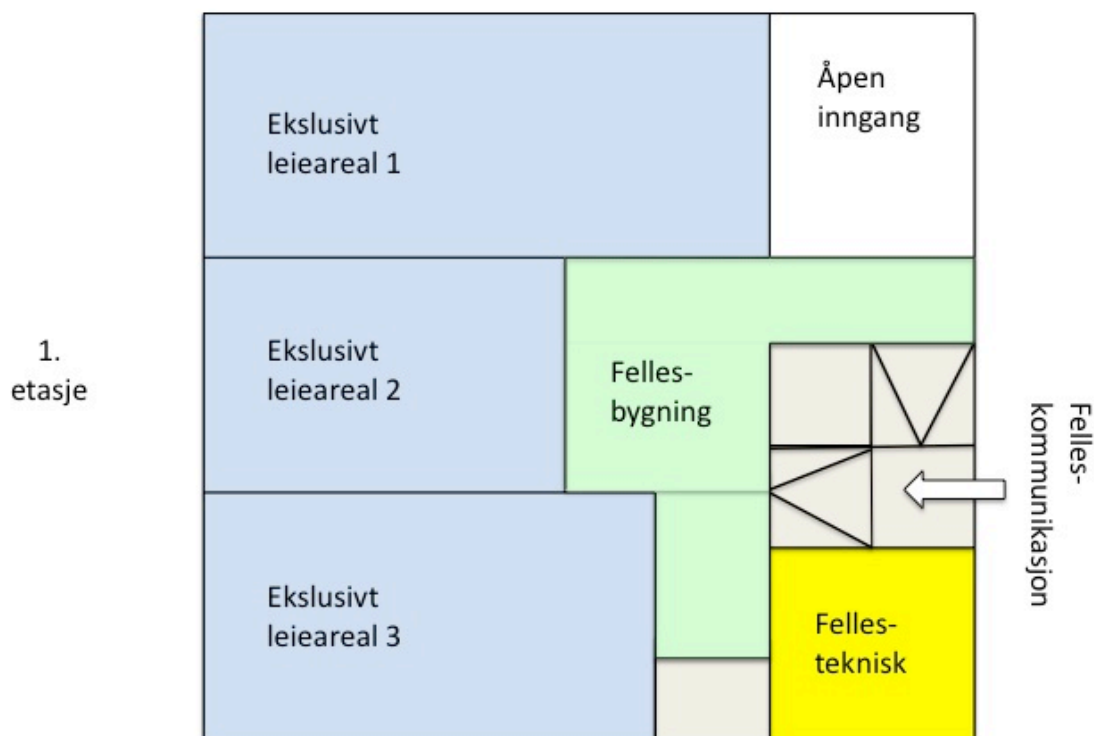 Åpen
inngang
Ekslusivt
leieareal 1
1.
etasje
Ekslusivt
leieareal 2
Felles-
bygning
Felles-
kommunikasjon
Ekslusivt
leieareal 3
Felles-
teknisk